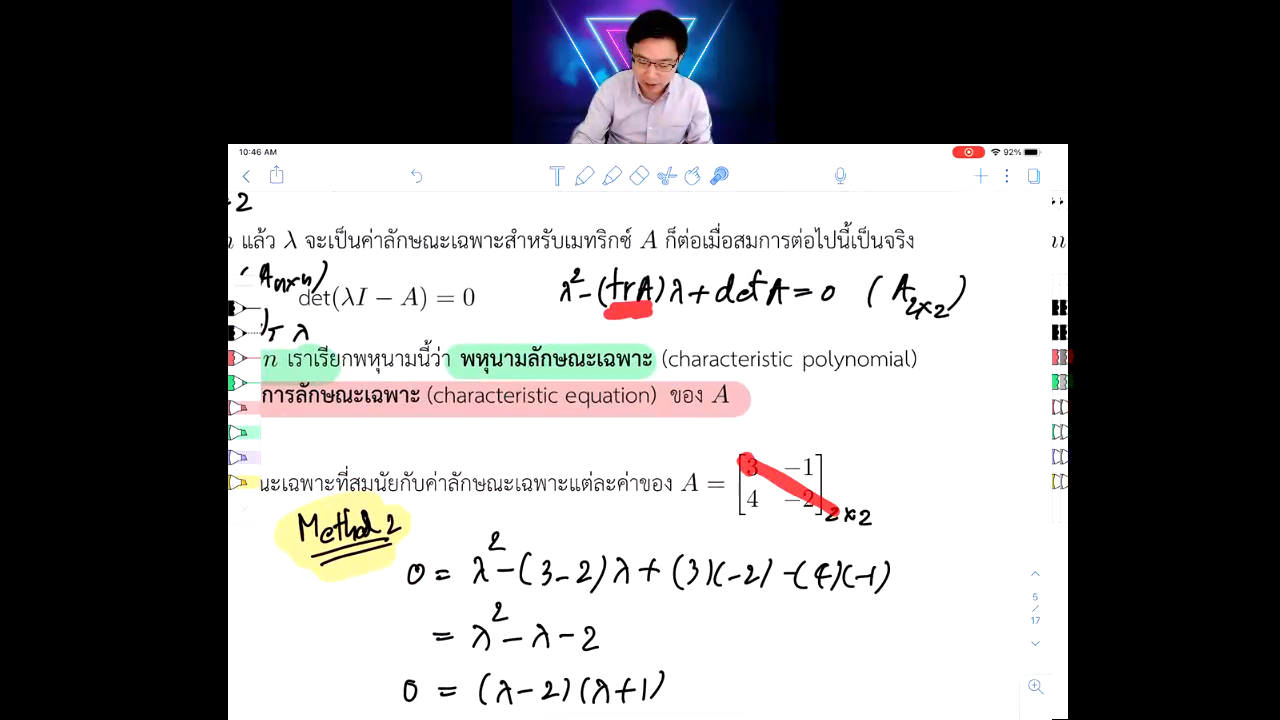 10:46 AM 92%
2
แล้ว λ จะเป็นค่าลักษณะเฉพาะสำหรับเมทริกซ์ A ก็ต่อเมื่อสมการต่อไปนี้เป็นจริง
(Anxn)
det(λI − A) = 0 λ² - (trA)λ + det A = 0 (A₂ₓ₂)
λ
n เราเรียกพหุนามนี้ว่า พหุนามลักษณะเฉพาะ (characteristic polynomial)
การลักษณะเฉพาะ (characteristic equation) ของ A
นะเฉพาะที่สมนัยกับค่าลักษณะเฉพาะแต่ละค่าของ A = [3 −1
4 −2] 2x2
Method 2
0 = λ² - (3-2)λ + (3)(-2) - (4)(-1)
= λ² - λ - 2
0 = (λ-2)(λ+1)
5
/
17